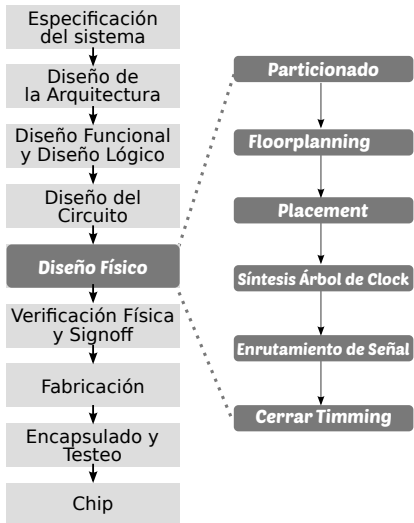 Especificación
del sistema
Diseño de
la Arquitectura
Diseño Funcional
y Diseño Lógico
Diseño del
Circuito
Diseño Físico
Verificación Física
y Signoff
Fabricación
Encapsulado y
Testeo
Chip
Particionado
Floorplanning
Placement
Síntesis Árbol de Clock
Enrutamiento de Señal
Cerrar Timming